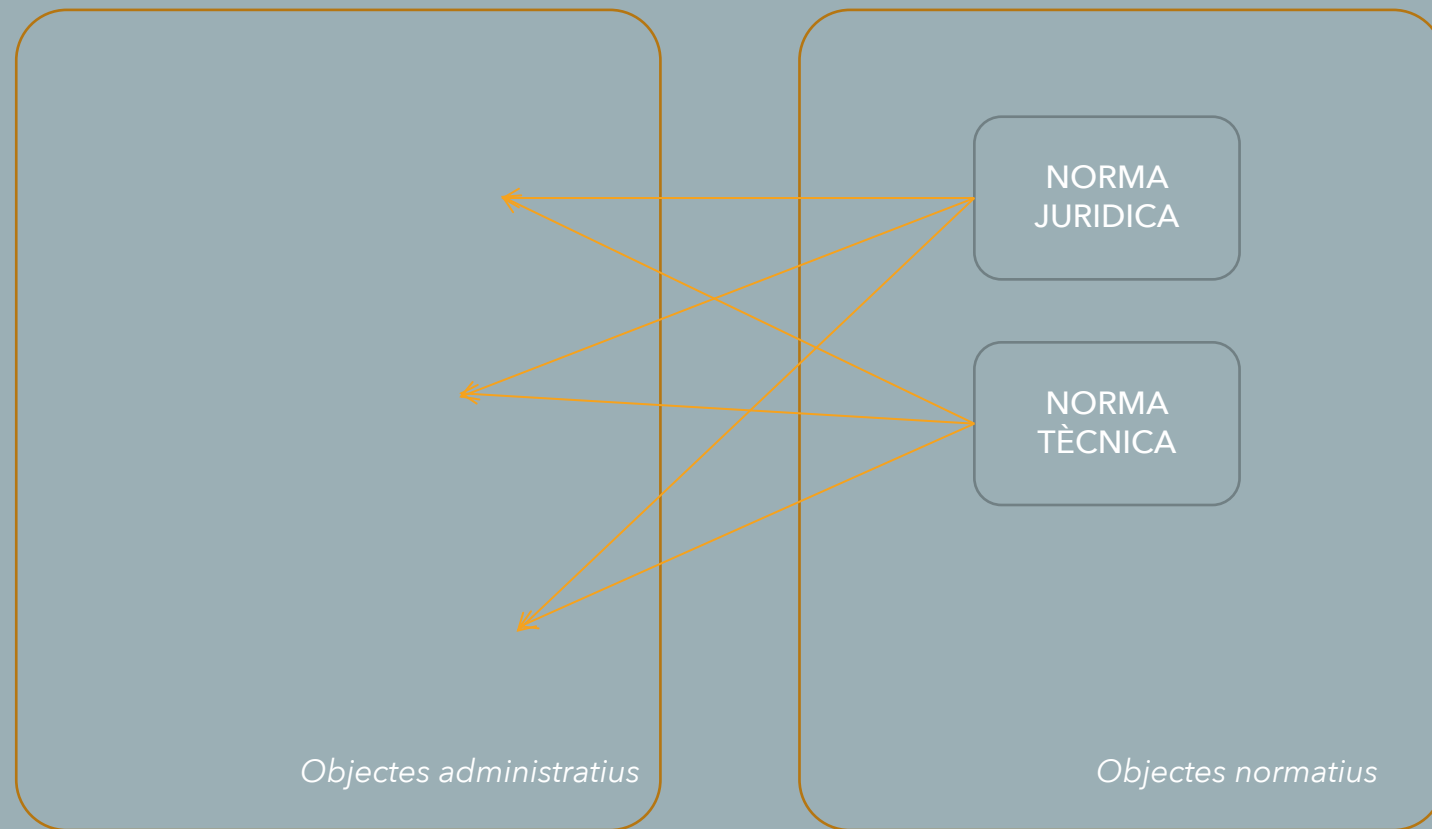 NORMA
JURIDICA
NORMA
TÈCNICA
Objectes administratius
Objectes normatius